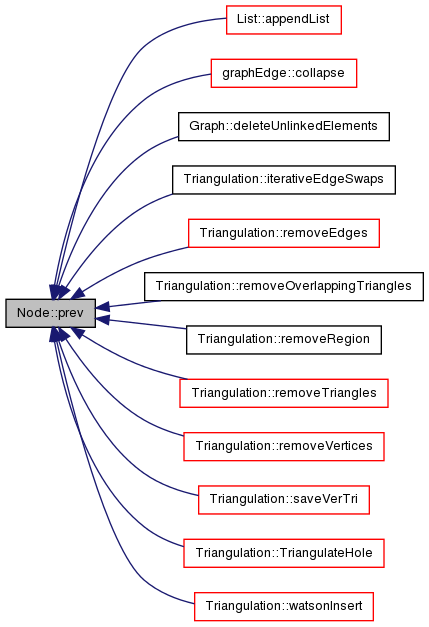 List::appendList
graphEdge::collapse
Graph::deleteUnlinkedElements
Triangulation::iterativeEdgeSwaps
Triangulation::removeEdges
Triangulation::removeOverlappingTriangles
Node::prev
Triangulation::removeRegion
Triangulation::removeTriangles
Triangulation::removeVertices
Triangulation::saveVerTri
Triangulation::TriangulateHole
Triangulation::watsonInsert